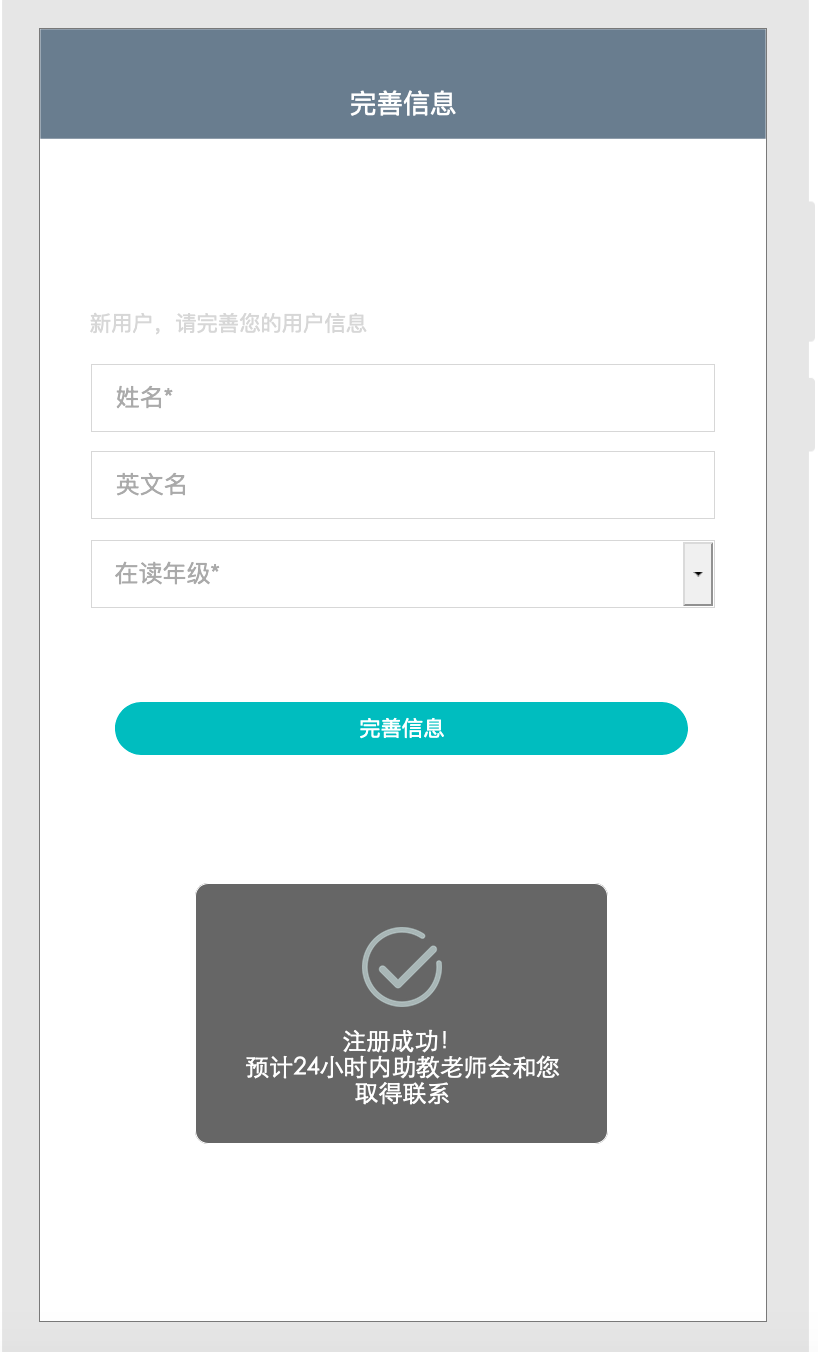 完善信息
新用户，请完善您的用户信息
姓名*
英文名
在读年级*
完善信息
注册成功！
预计24小时内助教老师会和您
取得联系